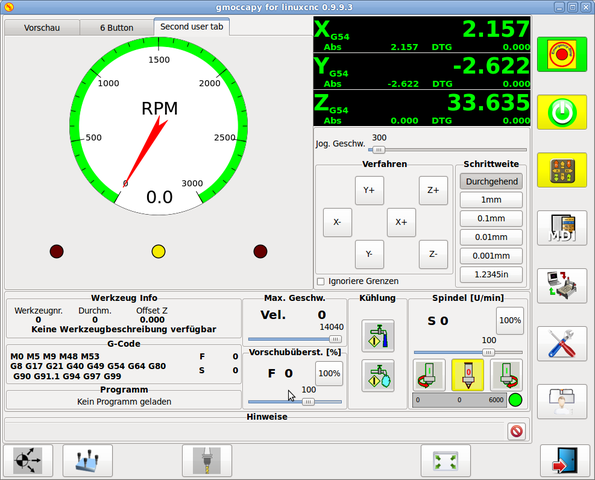 gmoccapy for linuxcnc 0.9.9.3
Vorschau
6 Button
Second user tab
1500
1000
2000
RPM
500
2500
0
3000
0.0
X G54 2.157
Abs 2.157 DTG 0.000
Y G54 -2.622
Abs -2.622 DTG 0.000
Z G54 33.635
Abs 0.000 DTG 0.000
300
Jog. Geschw.
Verfahren
Schrittweite
Durchgehend
Y+
Z+
1mm
0.1mm
X-
X+
0.01mm
Y-
Z-
0.001mm
1.2345in
Ignoriere Grenzen
MDI
Werkzeug Info
Werkzeugnr. Durchm. Offset Z
0 0.000
Keine Werkzeugbeschreibung verfügbar
G-Code
M0 M5 M9 M48 M53
G8 G17 G21 G40 G49 G54 G64 G80
G90 G91.1 G94 G97 G99
F 0
S 0
Programm
Kein Programm geladen
Max. Geschw.
Vel. 0
14040
Vorschubüberst. [%]
F 0
100%
100
Kühlung
Spindel [U/min]
S 0
100%
100
0
0 0 6000
Hinweise